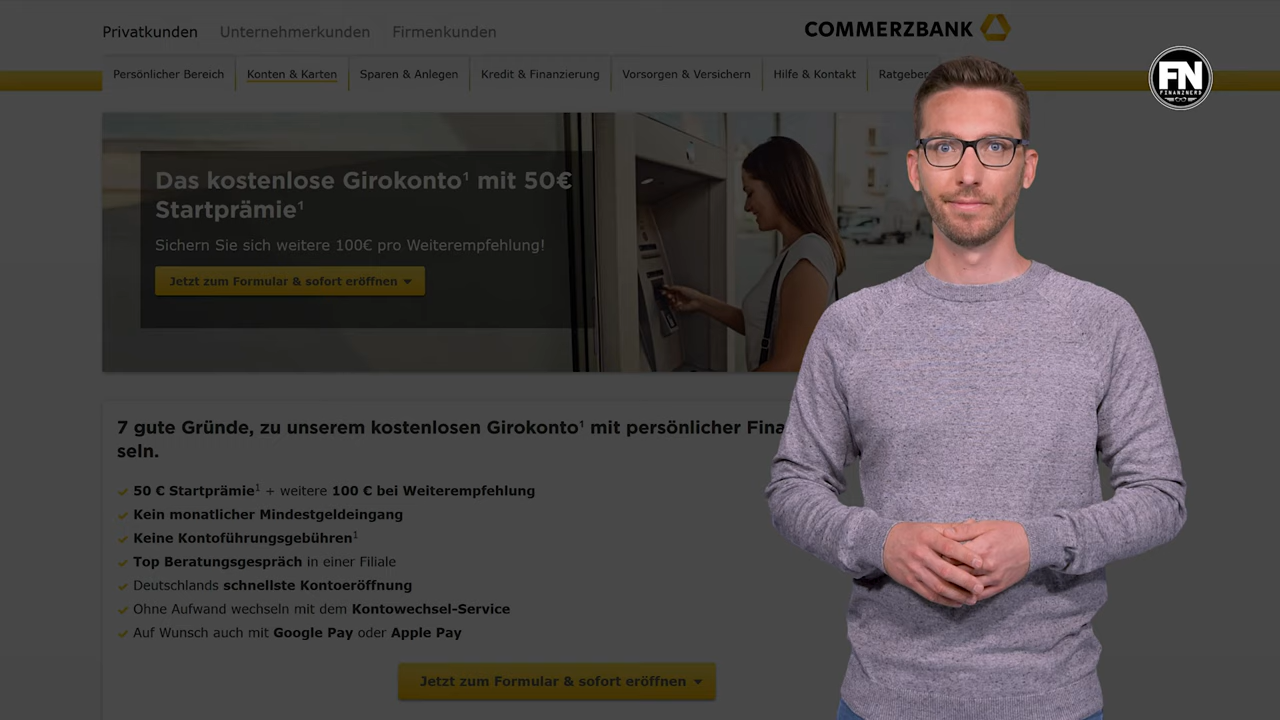 Privatkunden Unternehmerkunden Firmenkunden
COMMERZBANK
Persönlicher Bereich Konten & Karten Sparen & Anlegen Kredit & Finanzierung Vorsorgen & Versichern Hilfe & Kontakt Ratgeber
FN
FINANZNERD
Das kostenlose Girokonto¹ mit 50€
Startprämie¹
Sichern Sie sich weitere 100€ pro Weiterempfehlung!
Jetzt zum Formular & sofort eröffnen
7 gute Gründe, zu unserem kostenlosen Girokonto¹ mit persönlicher
seln.
50 € Startprämie¹ + weitere 100 € bei Weiterempfehlung
Kein monatlicher Mindestgeldeingang
Keine Kontoführungsgebühren¹
Top Beratungsgespräch in einer Filiale
Deutschlands schnellste Kontoeröffnung
Ohne Aufwand wechseln mit dem Kontowechsel-Service
Auf Wunsch auch mit Google Pay oder Apple Pay
Jetzt zum Formular & sofort eröffnen